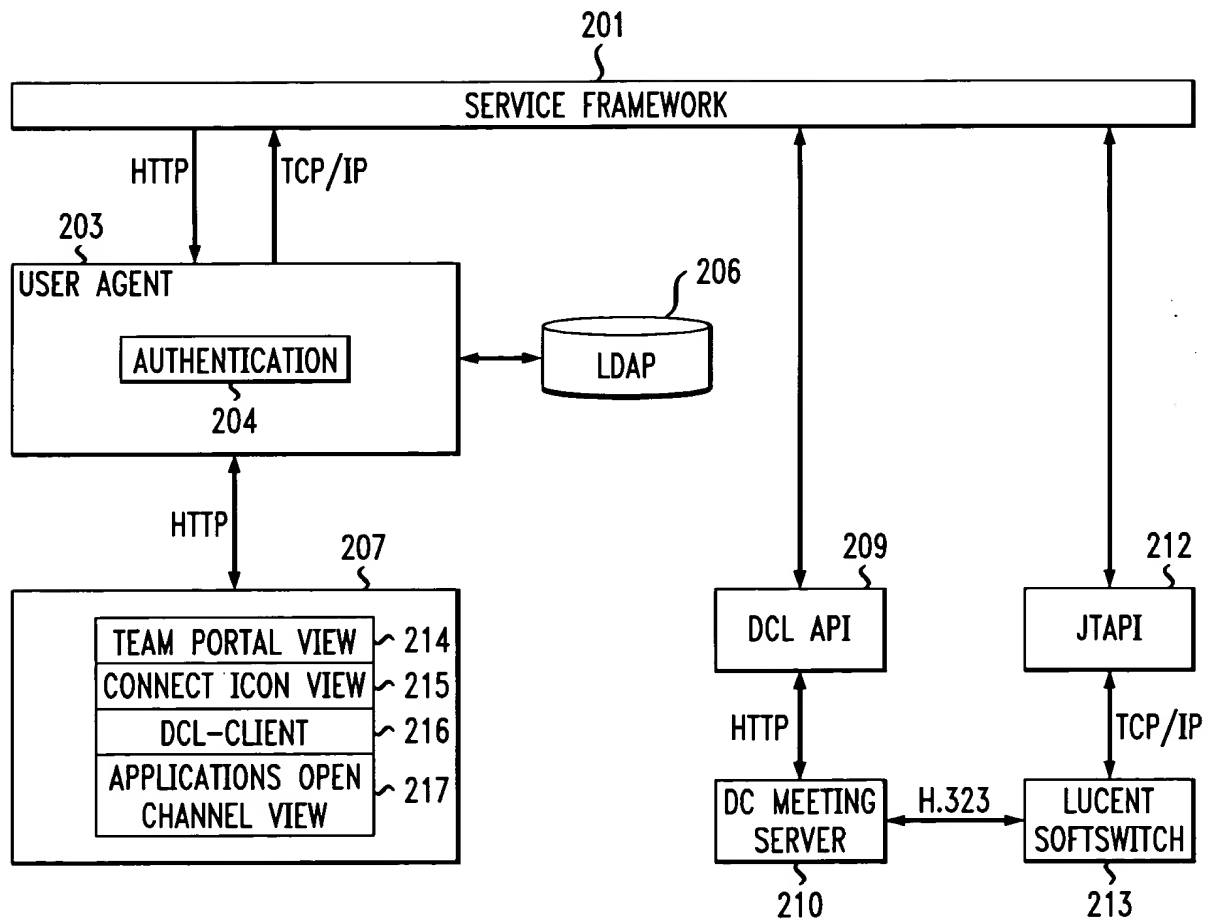 201
SERVICE FRAMEWORK
HTTP
TCP/IP
203
USER AGENT
AUTHENTICATION
204
206
LDAP
HTTP
207
TEAM PORTAL VIEW
214
CONNECT ICON VIEW
215
DCL-CLIENT
216
APPLICATIONS OPEN
CHANNEL VIEW
217
209
DCL API
212
JTAPI
HTTP
TCP/IP
DC MEETING
SERVER
210
H.323
LUCENT
SOFTSWITCH
213